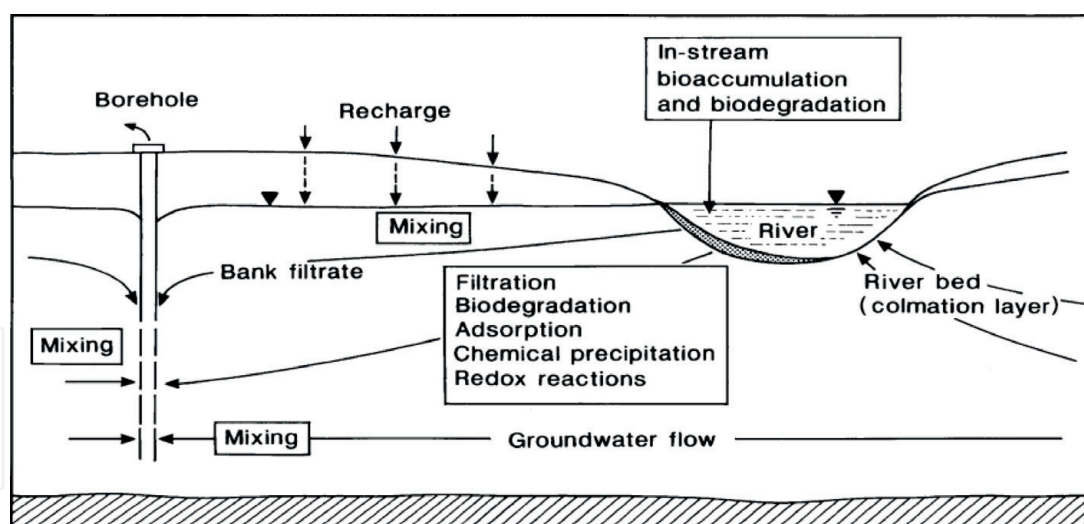 In-stream
bioaccumulation
and biodegradation
Borehole
Recharge
Mixing
River
Bank filtrate
Filtration
Biodegradation
Adsorption
Chemical precipitation
Redox reactions
River bed
(colmation layer)
Mixing
Mixing
Groundwater flow